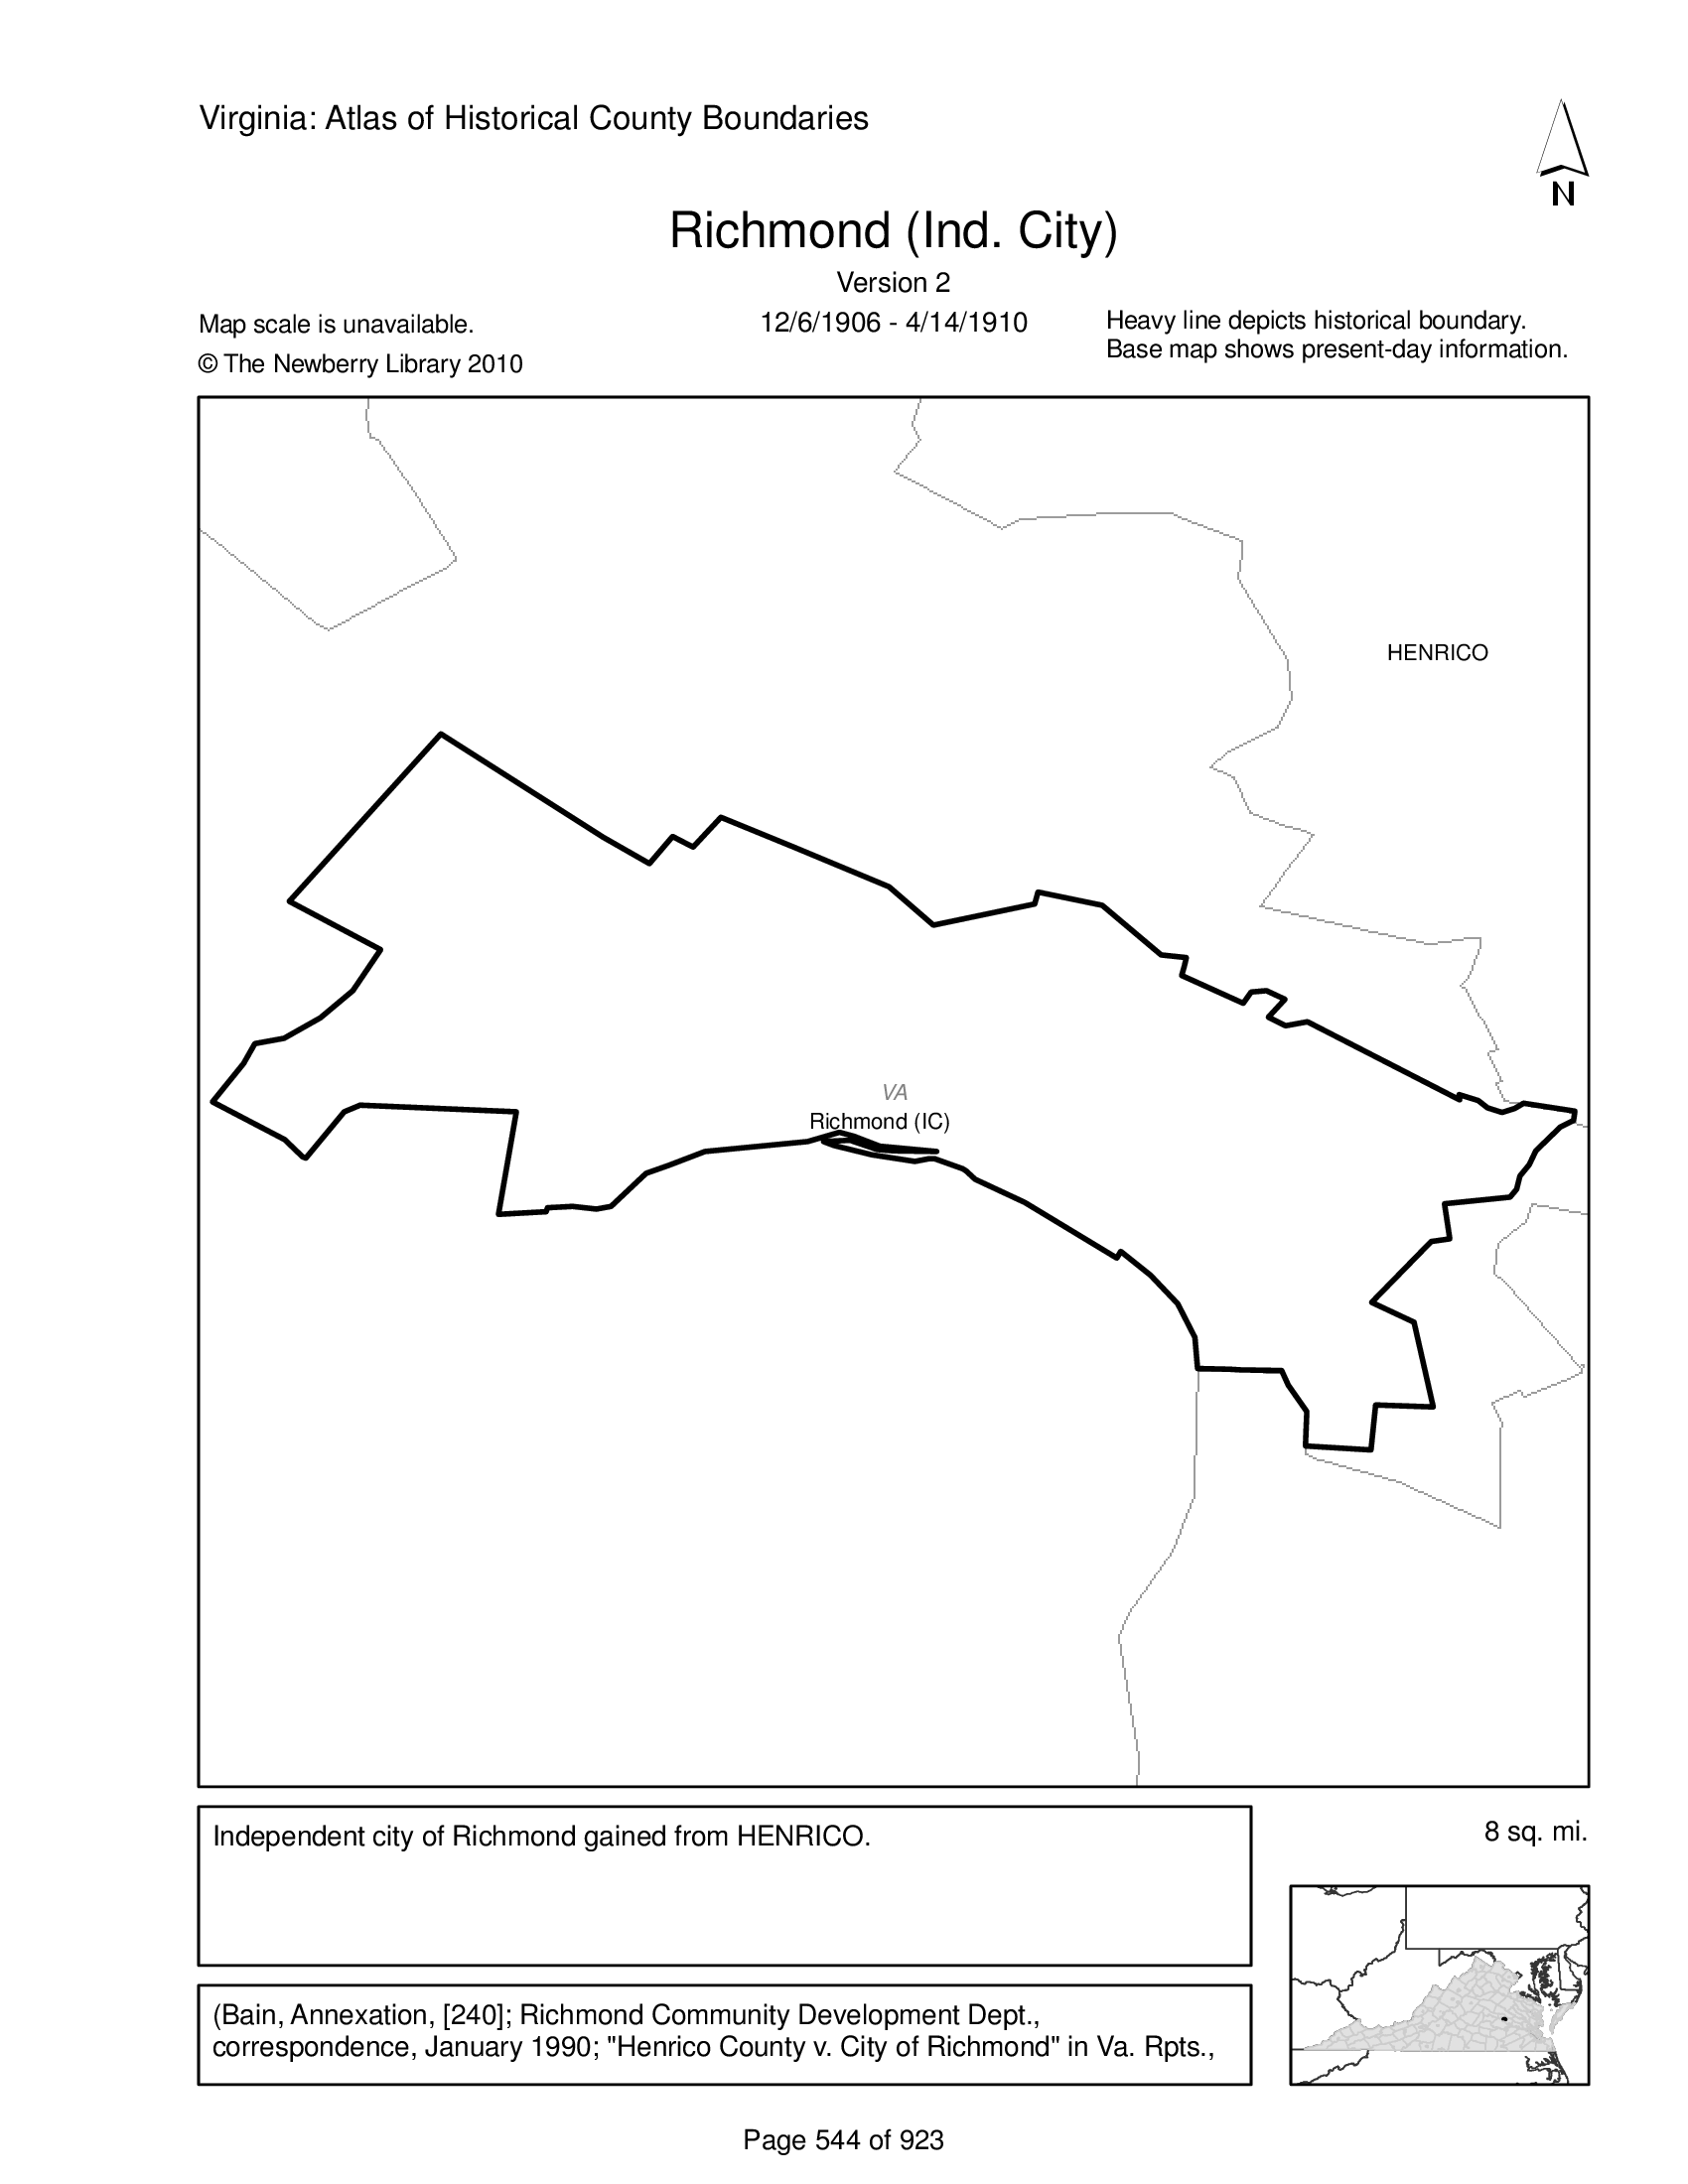 Virginia: Atlas of Historical County Boundaries
N
Richmond (Ind. City)
Version 2
Map scale is unavailable.
12/6/1906 - 4/14/1910
Heavy line depicts historical boundary.
© The Newberry Library 2010
Base map shows present-day information.
HENRICO
VA
Richmond (IC)
Independent city of Richmond gained from HENRICO.
8 sq. mi.
(Bain, Annexation, [240]; Richmond Community Development Dept.,
correspondence, January 1990; "Henrico County v. City of Richmond" in Va. Rpts.,
Page 544 of 923